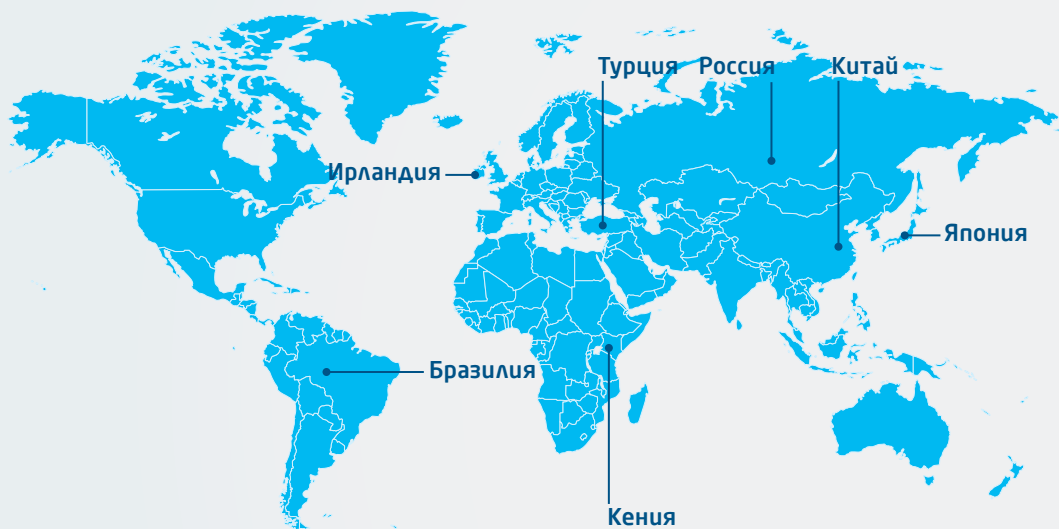 Турция Россия Китай
Ирландия
Япония
Бразилия
Кения